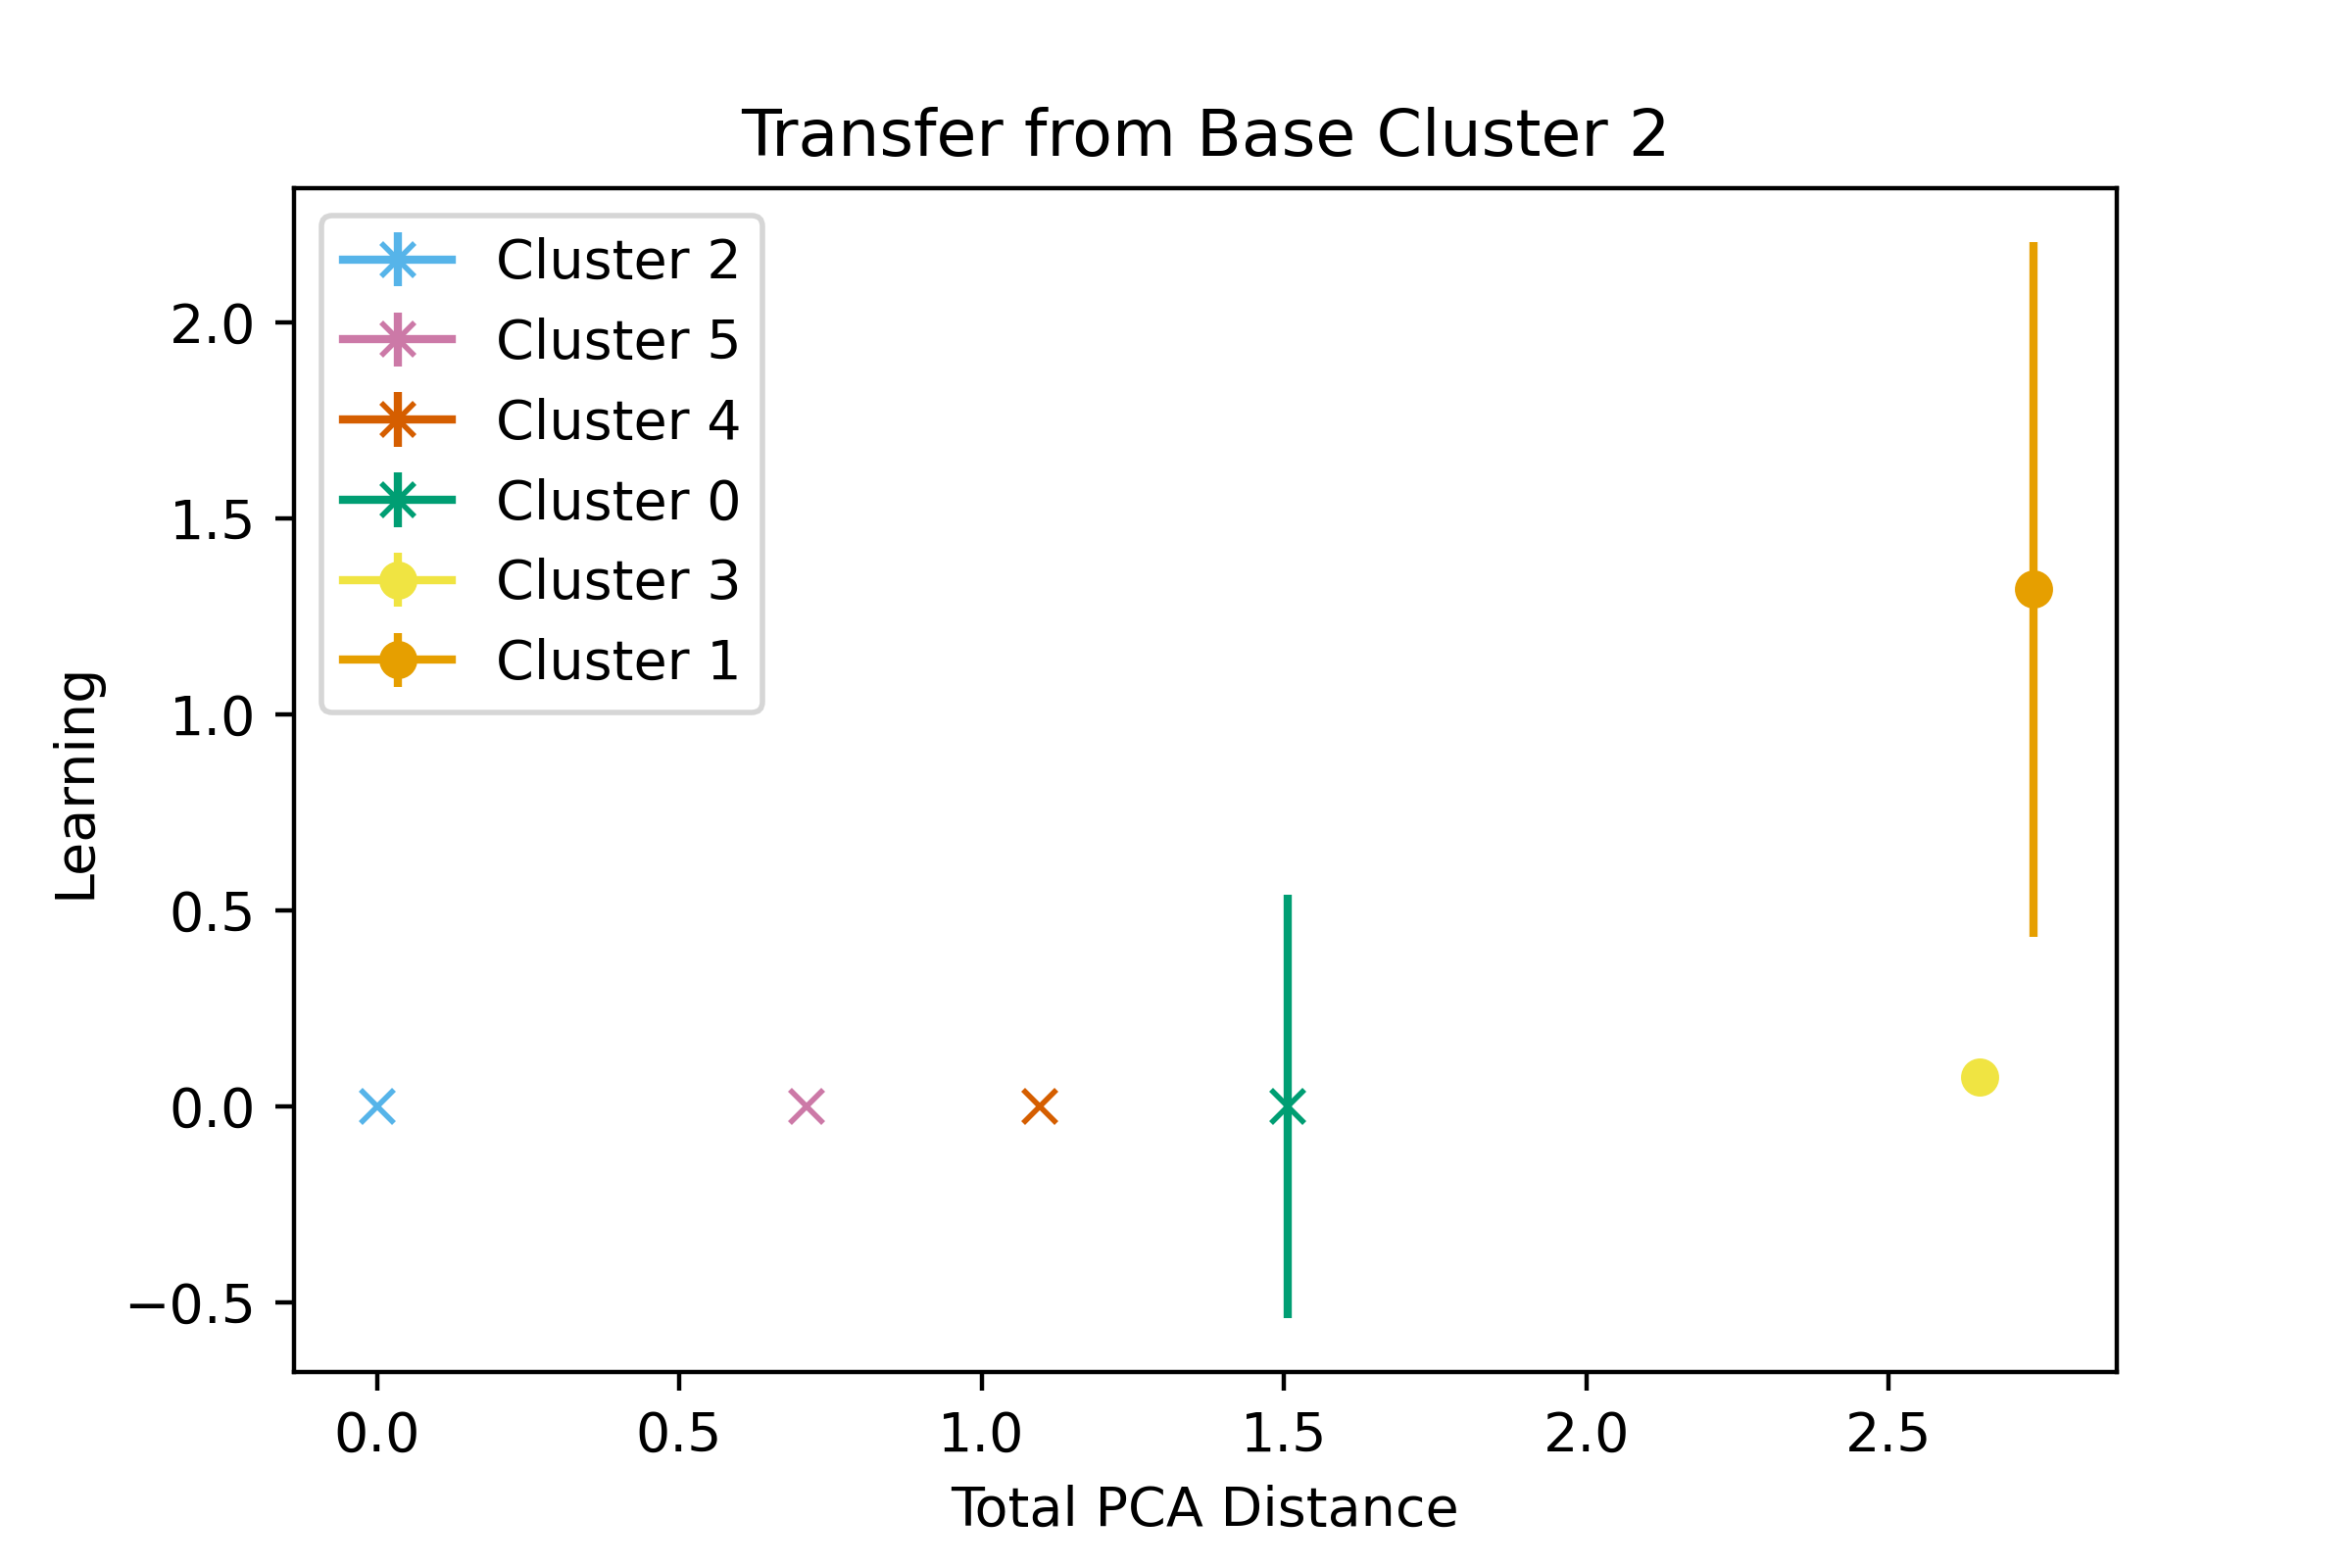 Transfer from Base Cluster 2
Cluster 2
Cluster 5
Cluster 4
Cluster 0
Cluster 3
Cluster 1
Learning
2.0
1.5
1.0
0.5
0.0
−0.5
0.0 0.5 1.0 1.5 2.0 2.5
Total PCA Distance